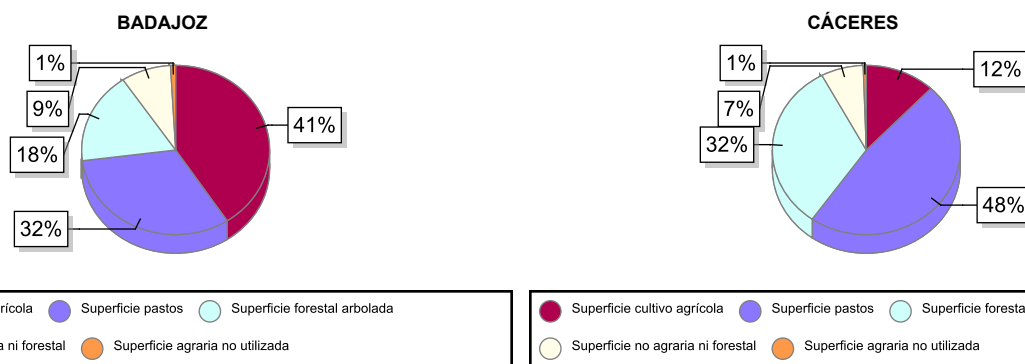 BADAJOZ
1%
9%
18%
32%
41%
Superficie pastos
Superficie forestal arbolada
ni forestal
Superficie agraria no utilizada
CÁCERES
1%
7%
32%
12%
48%
Superficie cultivo agrícola
Superficie pastos
Superficie
Superficie no agraria ni forestal
Superficie agraria no utilizada